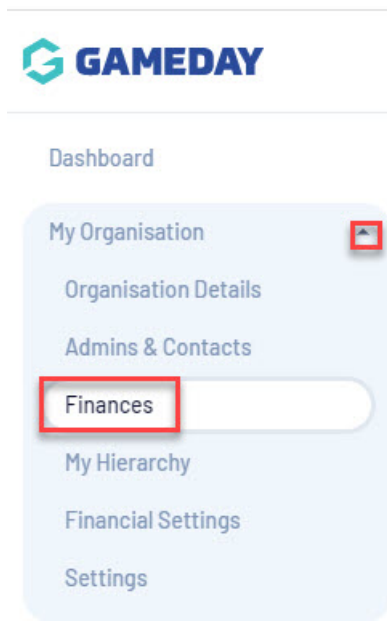 GAMEDAY
Dashboard
My Organisation
Organisation Details
Admins & Contacts
Finances
My Hierarchy
Financial Settings
Settings